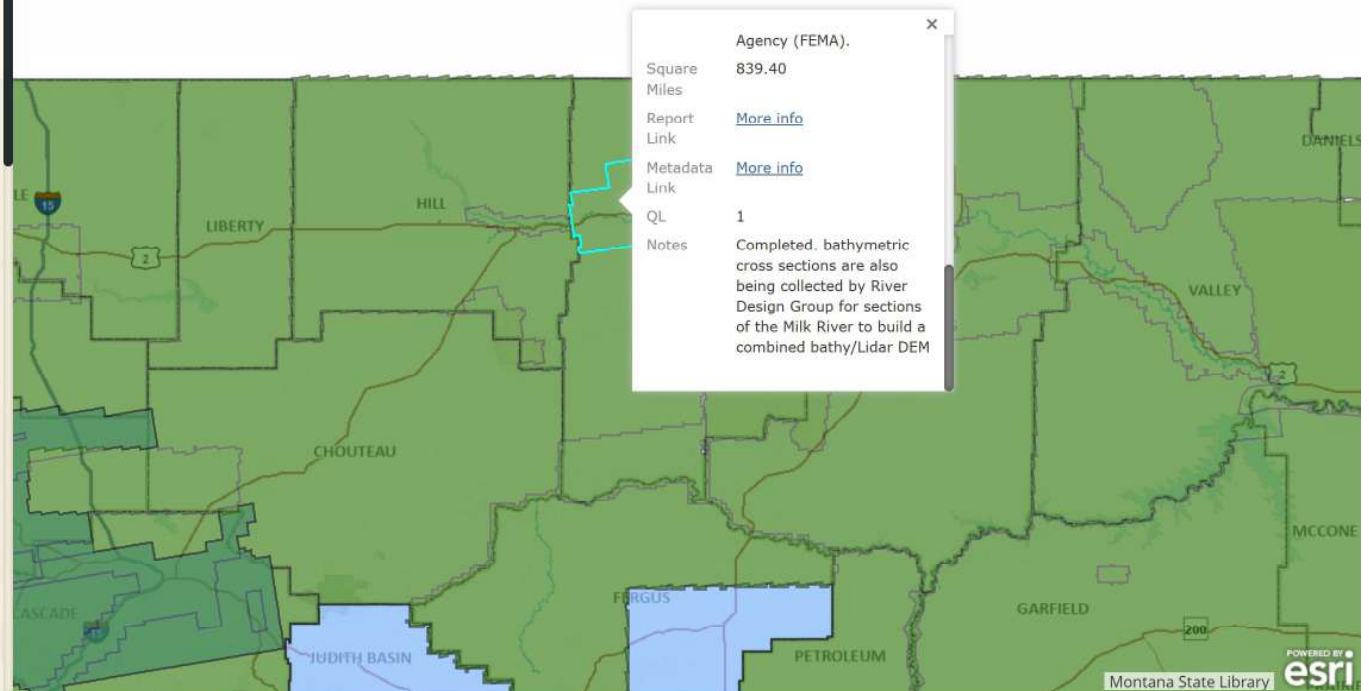 ×
Agency (FEMA).
Square Miles
839.40
Report Link
More info
Metadata Link
More info
QL
1
Notes
Completed. bathymetric
cross sections are also
being collected by River
Design Group for sections
of the Milk River to build a
combined bathy/Lidar DEM
DANIELS
LE
15
LIBERTY
HILL
2
VALLEY
2
CHOUTEAU
MCCONE
CASCADE
FERGUS
GARFIELD
200
JUDITH BASIN
PETROLEUM
POWERED BY
esri
Montana State Library